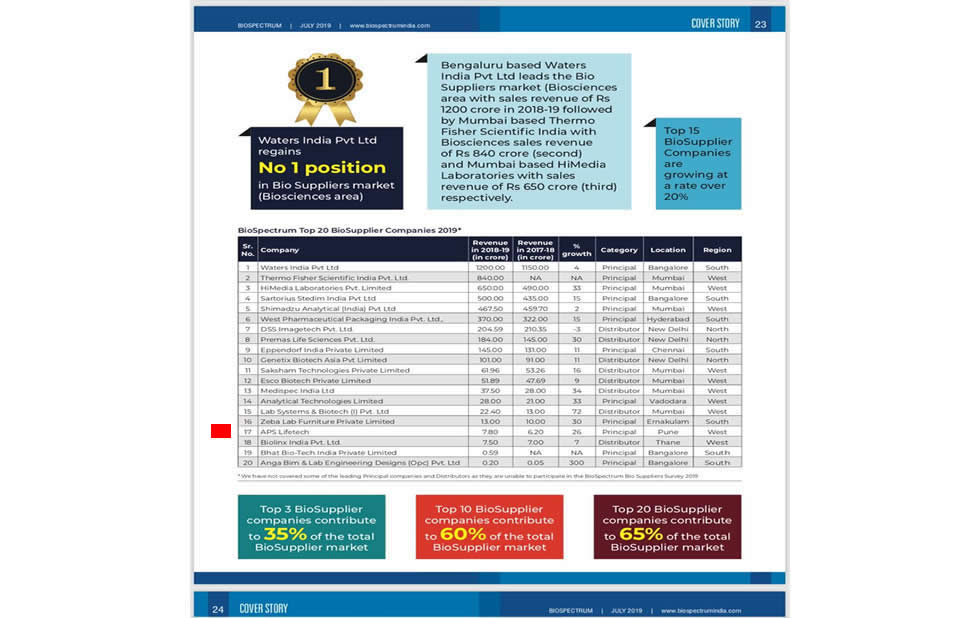 BIOSPECTRUM | JULY 2019 | www.biospectrumindia.com
COVER STORY 23
1
Waters India Pvt Ltd
regains
No 1 position
in Bio Suppliers market
(Biosciences area)
Bengaluru based Waters
India Pvt Ltd leads the Bio
Suppliers market (Biosciences
area with sales revenue of Rs
1200 crore in 2018-19 followed
by Mumbai based Thermo
Fisher Scientific India with
Biosciences sales revenue
of Rs 840 crore (second)
and Mumbai based HiMedia
Laboratories with sales
revenue of Rs 650 crore (third)
respectively.
Top 15
BioSupplier
Companies
are
growing at
a rate over
20%
BioSpectrum Top 20 BioSupplier Companies 2019*
Sr. No. Company Revenue in 2018-19 (in crore) Revenue in 2017-18 (in crore) % growth Category Location Region
1 Waters India Pvt Ltd 1200.00 1150.00 4 Principal Bangalore South
2 Thermo Fisher Scientific India Pvt. Ltd. 840.00 NA NA Principal Mumbai West
3 HiMedia Laboratories Pvt. Limited 650.00 490.00 33 Principal Mumbai West
4 Sartorius Stedim India Pvt Ltd 500.00 435.00 15 Principal Bangalore South
5 Shimadzu Analytical (India) Pvt Ltd 467.50 459.70 2 Principal Mumbai West
6 West Pharmaceutical Packaging India Pvt. Ltd., 370.00 322.00 15 Principal Hyderabad South
7 DSS Imagetech Pvt. Ltd. 204.59 210.35 -3 Distributor New Delhi North
8 Premas Life Sciences Pvt. Ltd. 184.00 145.00 30 Distributor New Delhi North
9 Eppendorf India Private Limited 145.00 131.00 11 Principal Chennai South
10 Genetix Biotech Asia Pvt Limited 101.00 91.00 11 Distributor New Delhi North
11 Saksham Technologies Private Limited 61.96 53.26 16 Distributor Mumbai West
12 Esco Biotech Private Limited 51.89 47.69 9 Distributor Mumbai West
13 Medispec India Ltd 37.50 28.00 34 Distributor Mumbai West
14 Analytical Technologies Limited 28.00 21.00 33 Principal Vadodara West
15 Lab Systems & Biotech (I) Pvt. Ltd 22.40 13.00 72 Distributor Mumbai West
16 Zeba Lab Furniture Private Limited 13.00 10.00 30 Principal Ernakulam South
17 APS Lifetech 7.80 6.20 26 Principal Pune West
18 Biolinx India Pvt. Ltd. 7.50 7.00 7 Distributor Thane West
19 Bhat Bio-Tech India Private Limited 0.59 NA NA Principal Bangalore South
20 Anga Bim & Lab Engineering Designs (Opc) Pvt. Ltd 0.20 0.05 300 Principal Bangalore South
* We have not covered some of the leading Principal companies and Distributors as they are unable to participate in the BioSpectrum Bio Suppliers Survey 2019
Top 3 BioSupplier
companies contribute
to 35% of the total
BioSupplier market
Top 10 BioSupplier
companies contribute
to 60% of the total
BioSupplier market
Top 20 BioSupplier
companies contribute
to 65% of the total
BioSupplier market
24 COVER STORY
BIOSPECTRUM | JULY 2019 | www.biospectrumindia.com